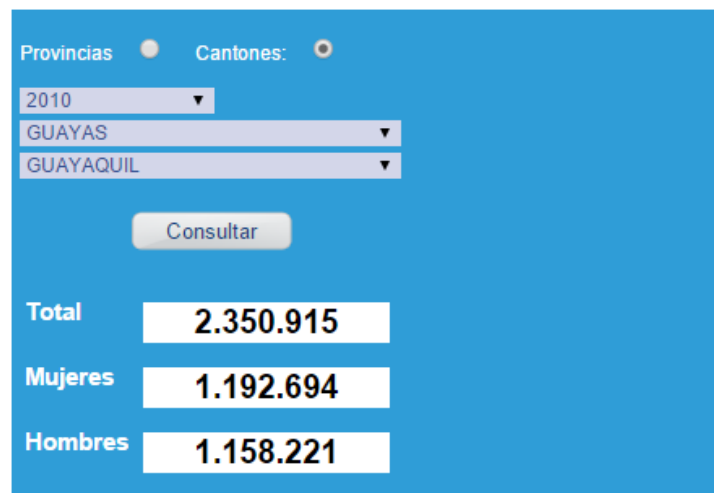 Provincias Cantones:
2010
GUAYAS
GUAYAQUIL
Consultar
Total 2.350.915
Mujeres 1.192.694
Hombres 1.158.221